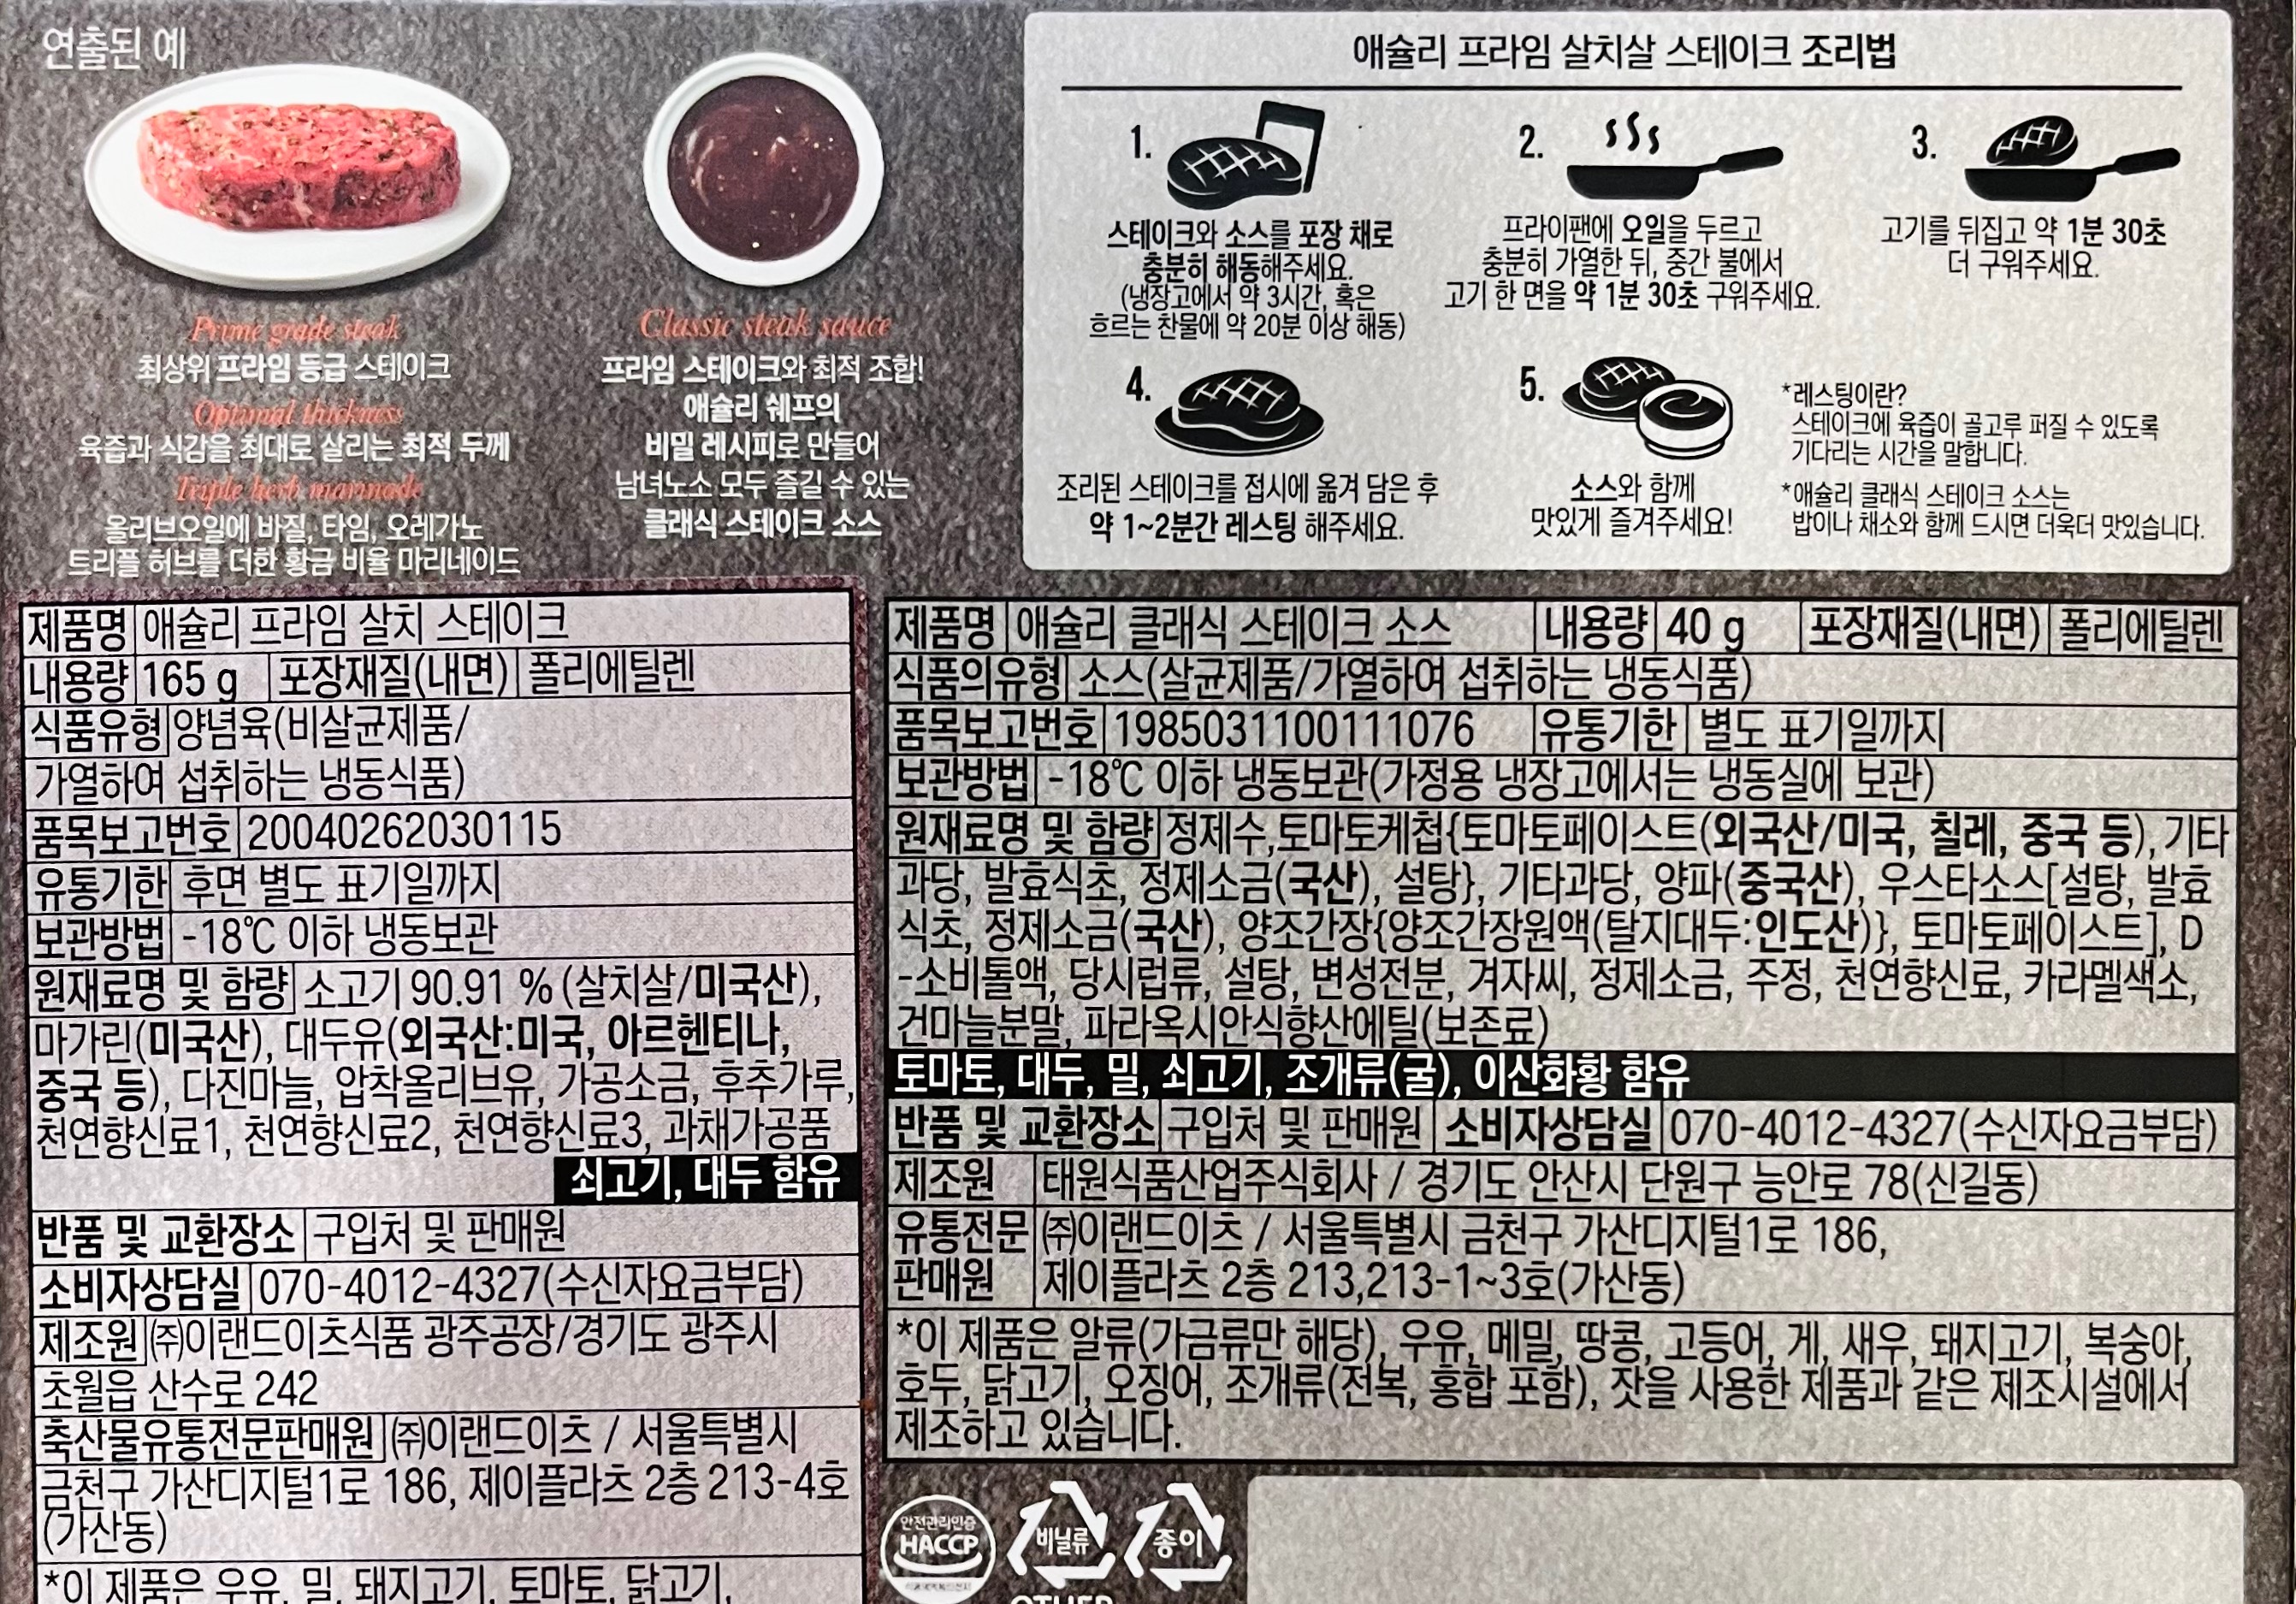 연출된 예
Prime grade steak
최상위 프라임 등급 스테이크
Optimal thickness
육즙과 식감을 최대로 살리는 최적 두께
Triple herb marinade
올리브오일에 바질, 타임, 오레가노
트리플 허브를 더한 황금 비율 마리네이드
Classic steak sauce
프라임 스테이크와 최적 조합!
애슐리 쉐프의
비밀 레시피로 만들어
남녀노소 모두 즐길 수 있는
클래식 스테이크 소스
애슐리 프라임 살치살 스테이크 조리법
1.
스테이크와 소스를 포장 채로
충분히 해동해주세요.
(냉장고에서 약 3시간, 혹은
흐르는 찬물에 약 20분 이상 해동)
2.
프라이팬에 오일을 두르고
충분히 가열한 뒤, 중간 불에서
고기 한 면을 약 1분 30초 구워주세요.
3.
고기를 뒤집고 약 1분 30초
더 구워주세요.
4.
조리된 스테이크를 접시에 옮겨 담은 후
약 1~2분간 레스팅 해주세요.
5.
소스와 함께
맛있게 즐겨주세요!
*레스팅이란?
스테이크에 육즙이 골고루 퍼질 수 있도록
기다리는 시간을 말합니다.
*애슐리 클래식 스테이크 소스는
밥이나 채소와 함께 드시면 더욱더 맛있습니다.
제품명 애슐리 프라임 살치 스테이크
내용량 165 g 포장재질(내면) 폴리에틸렌
식품유형 양념육(비살균제품/
가열하여 섭취하는 냉동식품)
품목보고번호 20040262030115
유통기한 후면 별도 표기일까지
보관방법 -18℃ 이하 냉동보관
원재료명 및 함량 소고기 90.91 % (살치살/미국산),
마가린(미국산), 대두유(외국산:미국, 아르헨티나,
중국 등), 다진마늘, 압착올리브유, 가공소금, 후추가루,
천연향신료1, 천연향신료2, 천연향신료3, 과채가공품
쇠고기, 대두 함유
반품 및 교환장소 구입처 및 판매원
소비자상담실 070-4012-4327(수신자요금부담)
제조원 ㈜이랜드이츠식품 광주공장/경기도 광주시
초월읍 산수로 242
축산물유통전문판매원 ㈜이랜드이츠 / 서울특별시
금천구 가산디지털1로 186, 제이플라츠 2층 213-4호
(가산동)
*이 제품은 우유, 밀, 돼지고기, 토마토, 닭고기,
제품명 애슐리 클래식 스테이크 소스 내용량 40 g 포장재질(내면) 폴리에틸렌
식품의유형 소스(살균제품/가열하여 섭취하는 냉동식품)
품목보고번호 1985031100111076 유통기한 별도 표기일까지
보관방법 -18℃ 이하 냉동보관(가정용 냉장고에서는 냉동실에 보관)
원재료명 및 함량 정제수,토마토케첩{토마토페이스트(외국산/미국, 칠레, 중국 등), 기타
과당, 발효식초, 정제소금(국산), 설탕}, 기타과당, 양파(중국산), 우스타소스[설탕, 발효
식초, 정제소금(국산), 양조간장{양조간장원액(탈지대두:인도산)}, 토마토페이스트], D
-소비톨액, 당시럽류, 설탕, 변성전분, 겨자씨, 정제소금, 주정, 천연향신료, 카라멜색소,
건마늘분말, 파라옥시안식향산에틸(보존료)
토마토, 대두, 밀, 쇠고기, 조개류(굴), 이산화황 함유
반품 및 교환장소 구입처 및 판매원 소비자상담실 070-4012-4327(수신자요금부담)
제조원 태원식품산업주식회사 / 경기도 안산시 단원구 능안로 78(신길동)
유통전문 ㈜이랜드이츠 / 서울특별시 금천구 가산디지털1로 186,
판매원 제이플라츠 2층 213,213-1~3호(가산동)
*이 제품은 알류(가금류만 해당), 우유, 메밀, 땅콩, 고등어, 게, 새우, 돼지고기, 복숭아,
호두, 닭고기, 오징어, 조개류(전복, 홍합 포함), 잣을 사용한 제품과 같은 제조시설에서
제조하고 있습니다.
안전관리인증
HACCP
비닐류
OTHER
종이